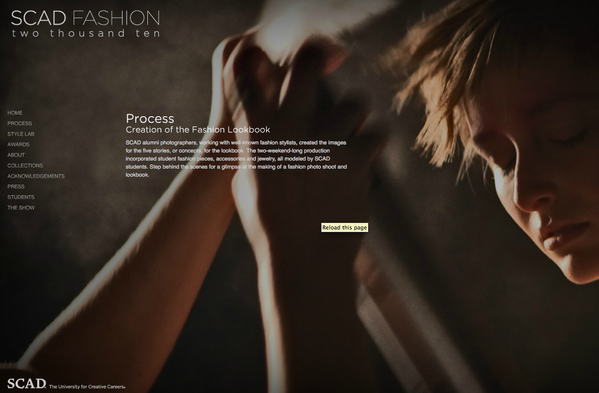 SCAD FASHION
two thousand ten
HOME
PROCESS
STYLE LAB
AWARDS
ABOUT
COLLECTIONS
ACKNOWLEDGEMENTS
PRESS
STUDENTS
THE SHOW
Process
Creation of the Fashion Lookbook
SCAD alumni photographers, working with well-known fashion stylists, created the images
for the five stories, or concepts, for the lookbook. The two-weekend-long production
incorporated student fashion pieces, accessories and jewelry, all modeled by SCAD
students. Step behind the scenes for a glimpse at the making of a fashion photo shoot and
lookbook.
Reload this page
SCAD The University for Creative Careers